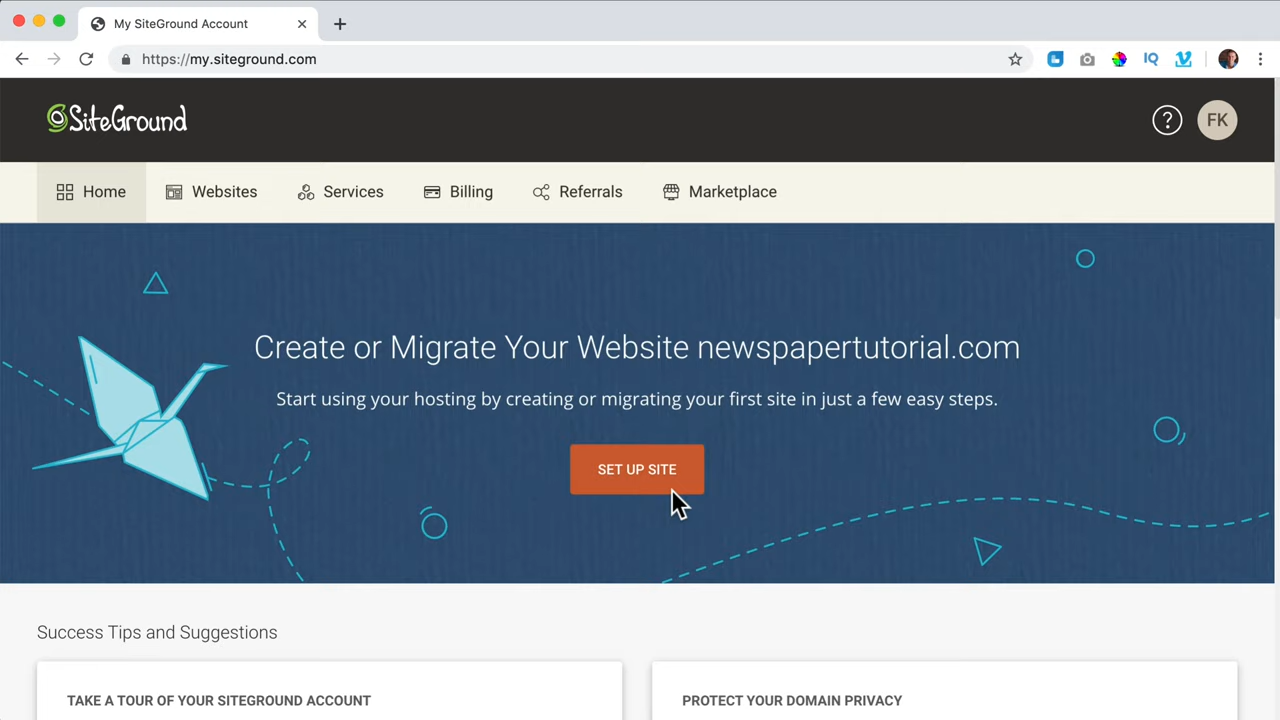 My SiteGround Account
https://my.siteground.com
IQ
SiteGround
?
FK
Home
Websites
Services
Billing
Referrals
Marketplace
Create or Migrate Your Website newspapertutorial.com
Start using your hosting by creating or migrating your first site in just a few easy steps.
SET UP SITE
Success Tips and Suggestions
TAKE A TOUR OF YOUR SITEGROUND ACCOUNT
PROTECT YOUR DOMAIN PRIVACY